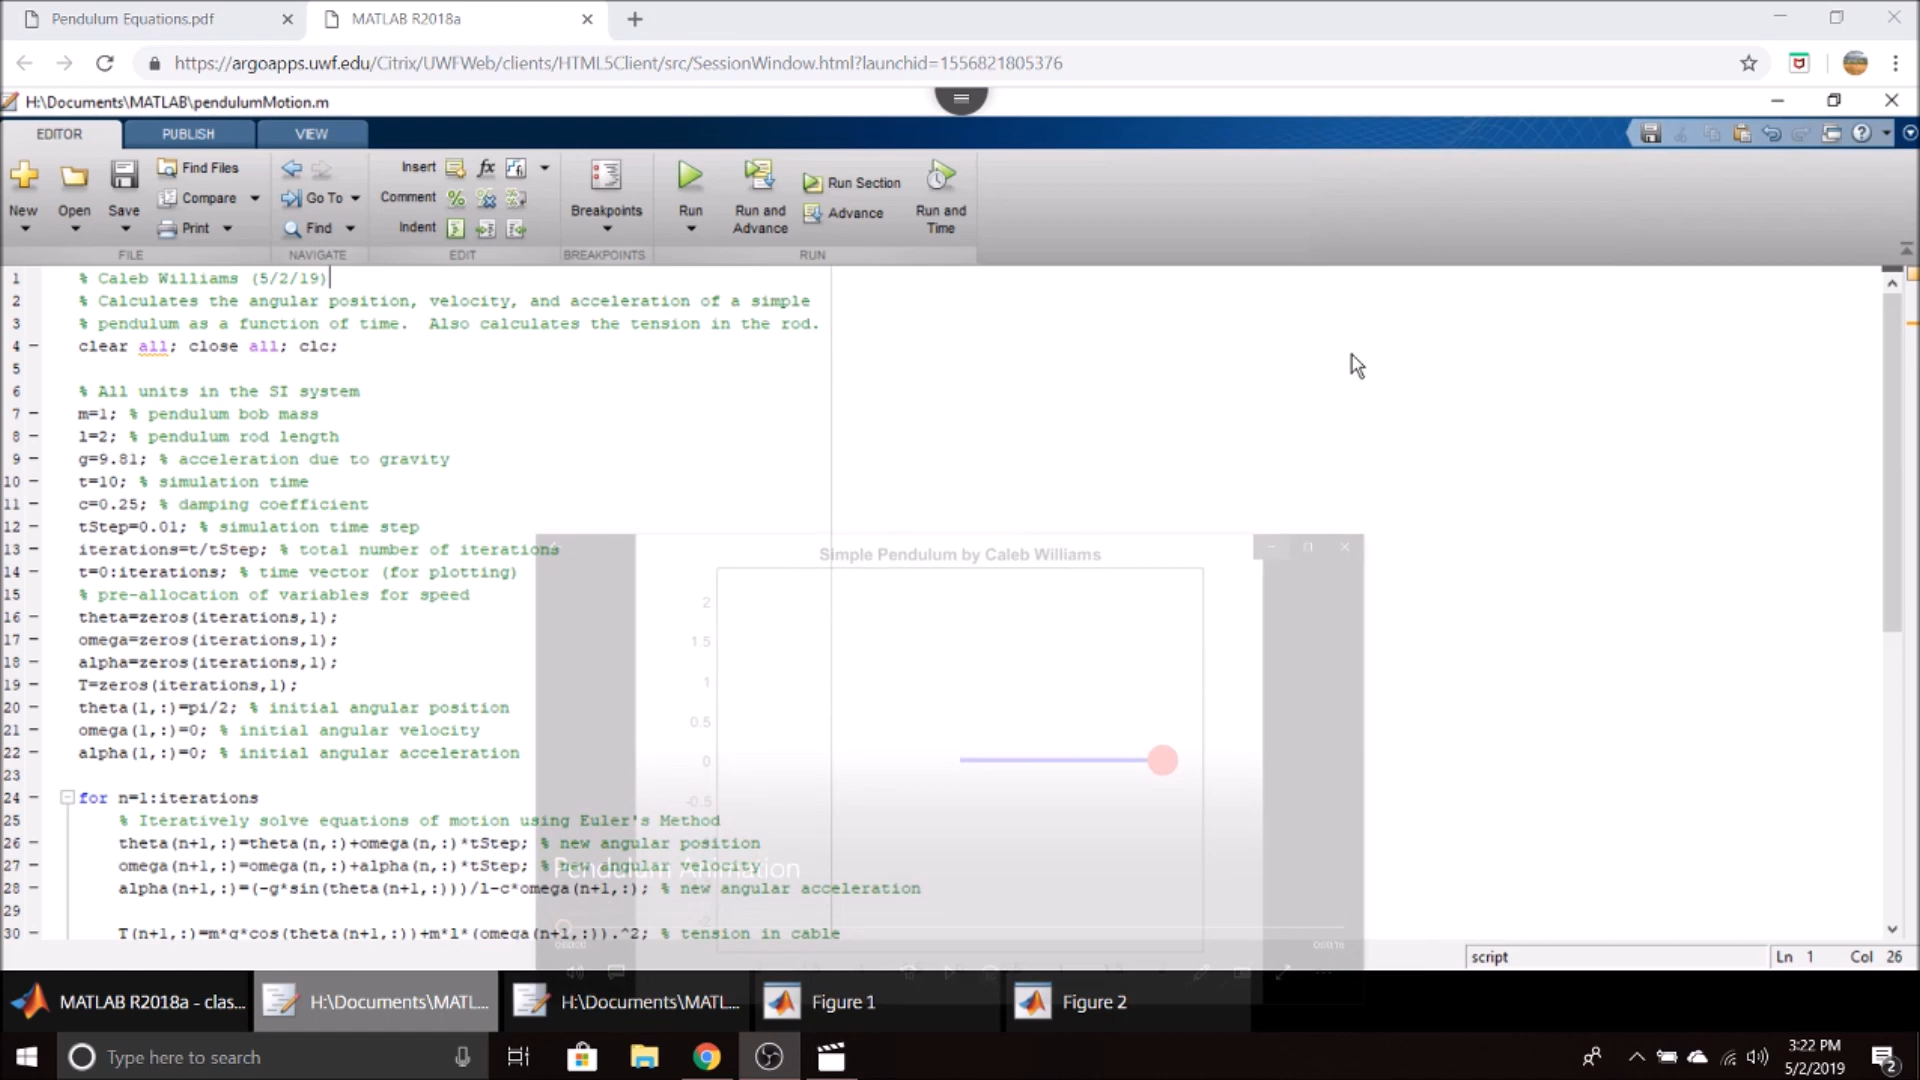 Pendulum Equations.pdf
MATLAB R2018a
https://argoapps.uwf.edu/Citrix/UWFWeb/clients/HTML5Client/src/SessionWindow.html?launchid=1556821805376
H:\Documents\MATLAB\pendulumMotion.m
EDITOR PUBLISH VIEW
New Open Save
Find Files
Compare
Print
FILE
Go To
Find
NAVIGATE
Insert fx
Comment
Indent
EDIT
Breakpoints
BREAKPOINTS
Run
Run and Advance
Run Section
Advance
Run and Time
RUN
1 % Caleb Williams (5/2/19)
2 % Calculates the angular position, velocity, and acceleration of a simple
3 % pendulum as a function of time.  Also calculates the tension in the rod.
4 clear all; close all; clc;
5
6 % All units in the SI system
7 m=1; % pendulum bob mass
8 l=2; % pendulum rod length
9 g=9.81; % acceleration due to gravity
10 t=10; % simulation time
11 c=0.25; % damping coefficient
12 tStep=0.01; % simulation time step
13 iterations=t/tStep; % total number of iterations
14 t=0:iterations; % time vector (for plotting)
15 % pre-allocation of variables for speed
16 theta=zeros(iterations,1);
17 omega=zeros(iterations,1);
18 alpha=zeros(iterations,1);
19 T=zeros(iterations,1);
20 theta(1,:)=pi/2; % initial angular position
21 omega(1,:)=0; % initial angular velocity
22 alpha(1,:)=0; % initial angular acceleration
23
24 for n=1:iterations
25 % Iteratively solve equations of motion using Euler's Method
26 theta(n+1,:)=theta(n,:)+omega(n,:)*tStep; % new angular position
27 omega(n+1,:)=omega(n,:)+alpha(n,:)*tStep; % new angular velocity
28 alpha(n+1,:)=(-g*sin(theta(n+1,:)))/l-c*omega(n+1,:); % new angular acceleration
29
30 T(n+1,:)=m*g*cos(theta(n+1,:))+m*l*(omega(n+1,:)).^2; % tension in cable
Simple Pendulum by Caleb Williams
2
1.5
1
0.5
0
-0.5
-2
Pendulum Animation
script
Ln 1 Col 26
MATLAB R2018a - clas...
H:\Documents\MATL...
H:\Documents\MATL...
Figure 1
Figure 2
Type here to search
3:22 PM
5/2/2019
2